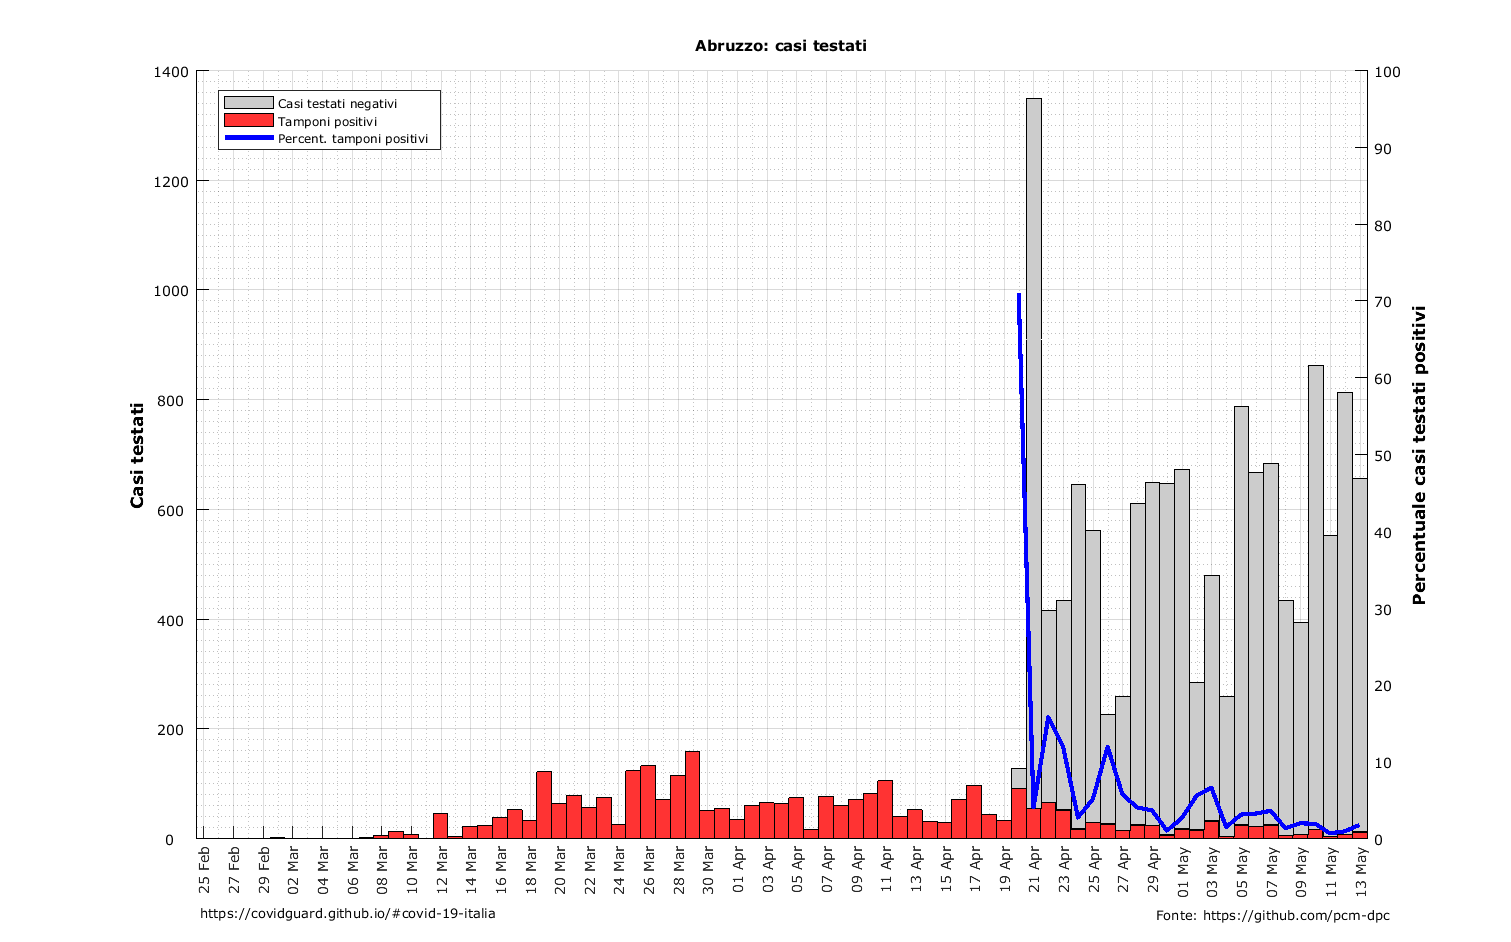 Abruzzo: casi testati
Casi testati negativi
Tamponi positivi
Percent. tamponi positivi
Casi testati
1400
1200
1000
800
600
400
200
0
100
90
80
70
60
50
40
30
20
10
0
Percentuale casi testati positivi
25 Feb
27 Feb
29 Feb
02 Mar
04 Mar
06 Mar
08 Mar
10 Mar
12 Mar
14 Mar
16 Mar
18 Mar
20 Mar
22 Mar
24 Mar
26 Mar
28 Mar
30 Mar
01 Apr
03 Apr
05 Apr
07 Apr
09 Apr
11 Apr
13 Apr
15 Apr
17 Apr
19 Apr
21 Apr
23 Apr
25 Apr
27 Apr
29 Apr
01 May
03 May
05 May
07 May
09 May
11 May
13 May
https://covidguard.github.io/#covid-19-italia
Fonte: https://github.com/pcm-dpc